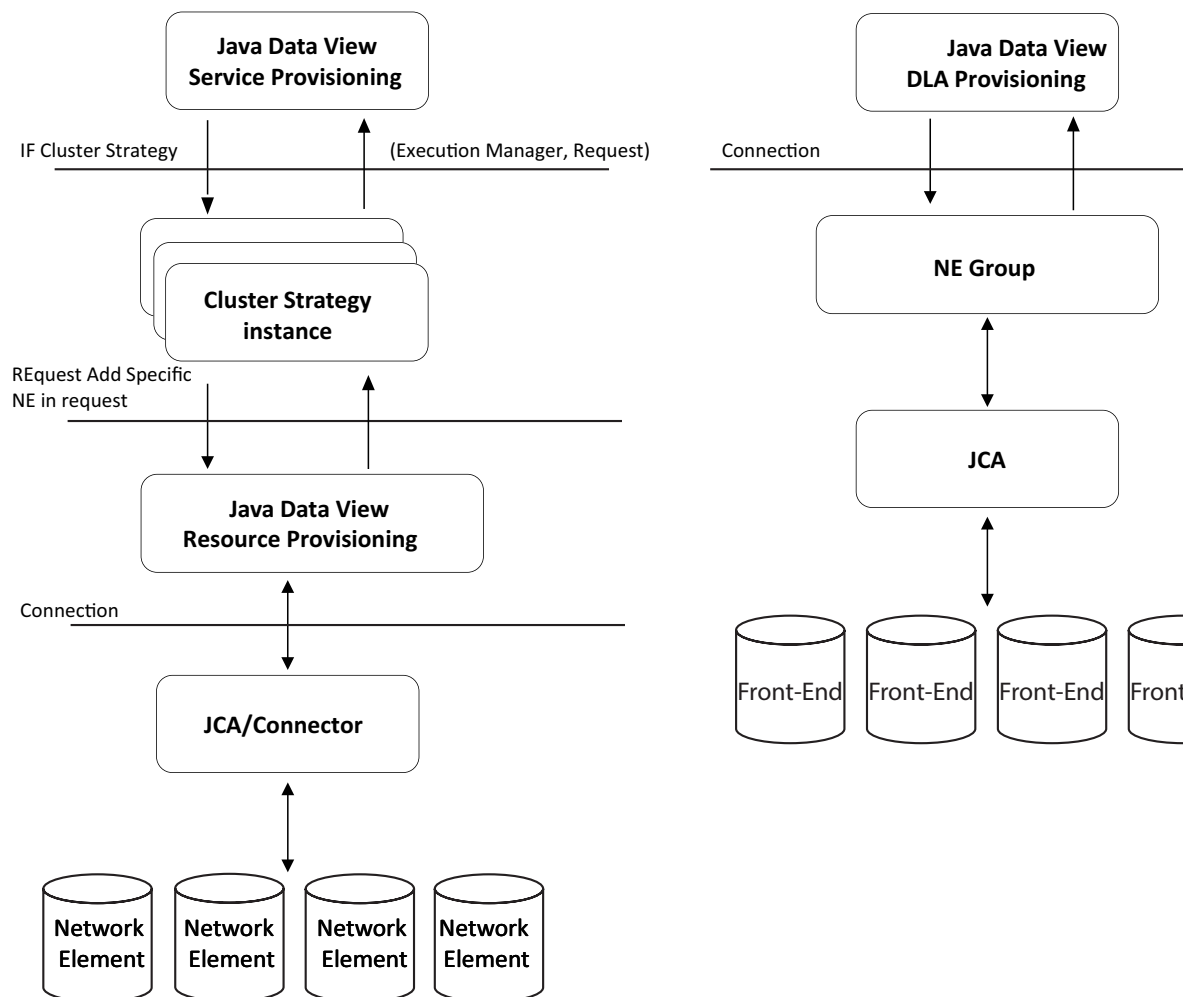 Java Data View
Service Provisioning
IF Cluster Strategy
(Execution Manager, Request)
Cluster Strategy
instance
REquest Add Specific
NE in request
Java Data View
Resource Provisioning
Connection
JCA/Connector
Network
Element
Network
Element
Network
Element
Network
Element
Java Data View
DLA Provisioning
Connection
NE Group
JCA
Front-End
Front-End
Front-End
Front